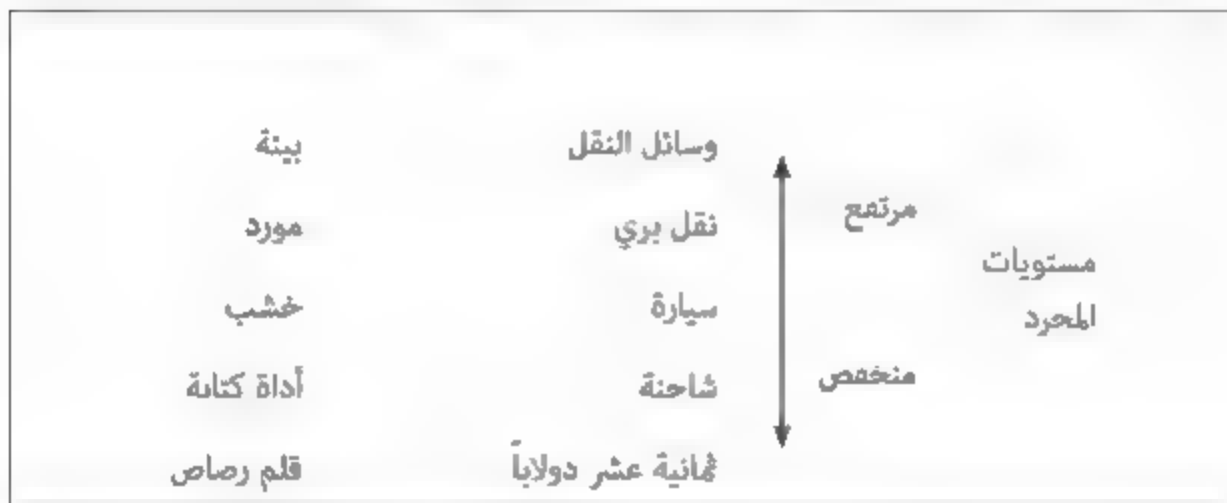 وسائل النقل
بيئة
مرتفع
نقل بري
مورد
مستويات
المجرد
سيارة
خشب
منخفض
شاحنة
أداة كتابة
ثمانية عشر دولاباً
قلم رصاص